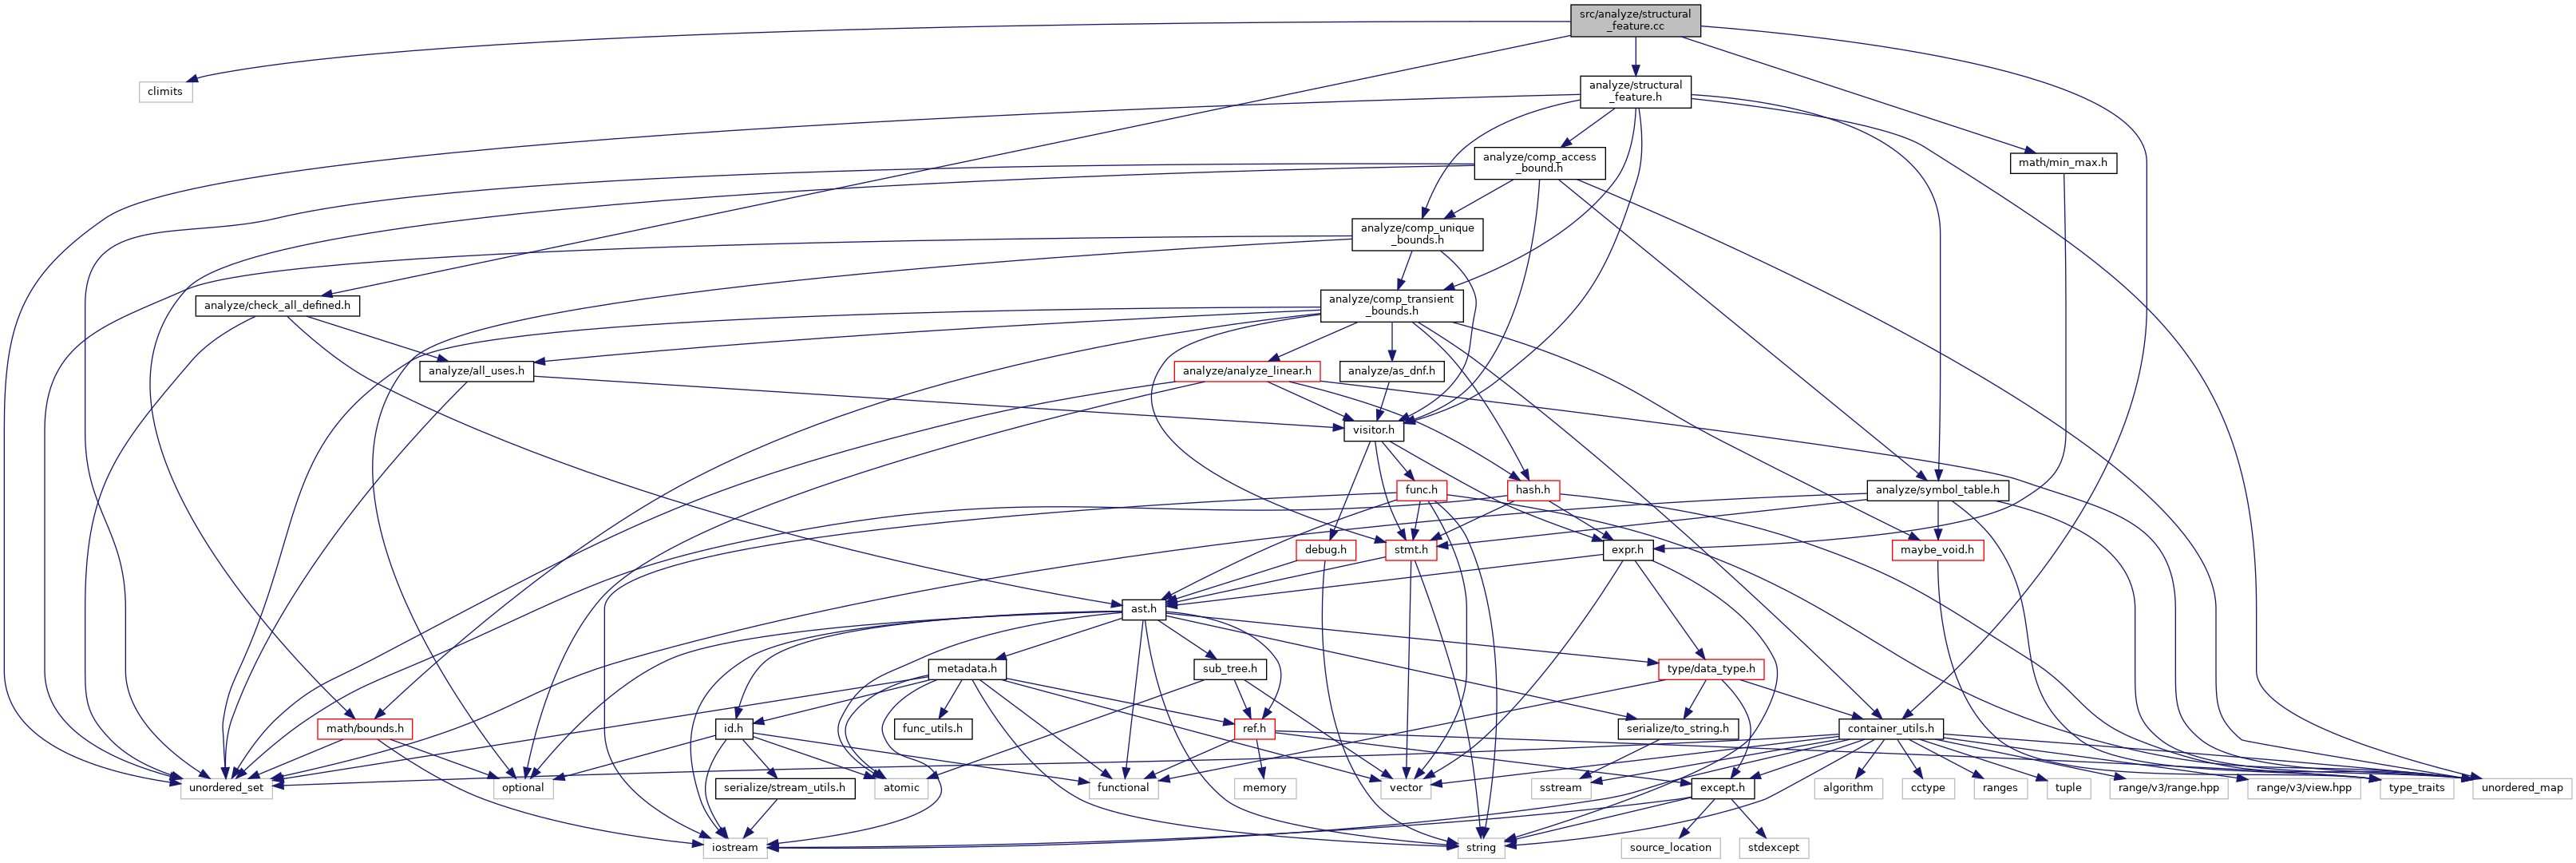 src/analyze/structural
_feature.cc
climits
analyze/structural
_feature.h
analyze/comp_access
_bound.h
math/min_max.h
analyze/comp_unique
_bounds.h
analyze/check_all_defined.h
analyze/comp_transient
_bounds.h
analyze/all_uses.h
analyze/analyze_linear.h
analyze/as_dnf.h
visitor.h
func.h
hash.h
analyze/symbol_table.h
debug.h
stmt.h
expr.h
maybe_void.h
ast.h
metadata.h
sub_tree.h
type/data_type.h
math/bounds.h
id.h
func_utils.h
ref.h
serialize/to_string.h
container_utils.h
unordered_set
optional
serialize/stream_utils.h
atomic
functional
memory
vector
sstream
except.h
algorithm
cctype
ranges
tuple
range/v3/range.hpp
range/v3/view.hpp
type_traits
unordered_map
iostream
string
source_location
stdexcept